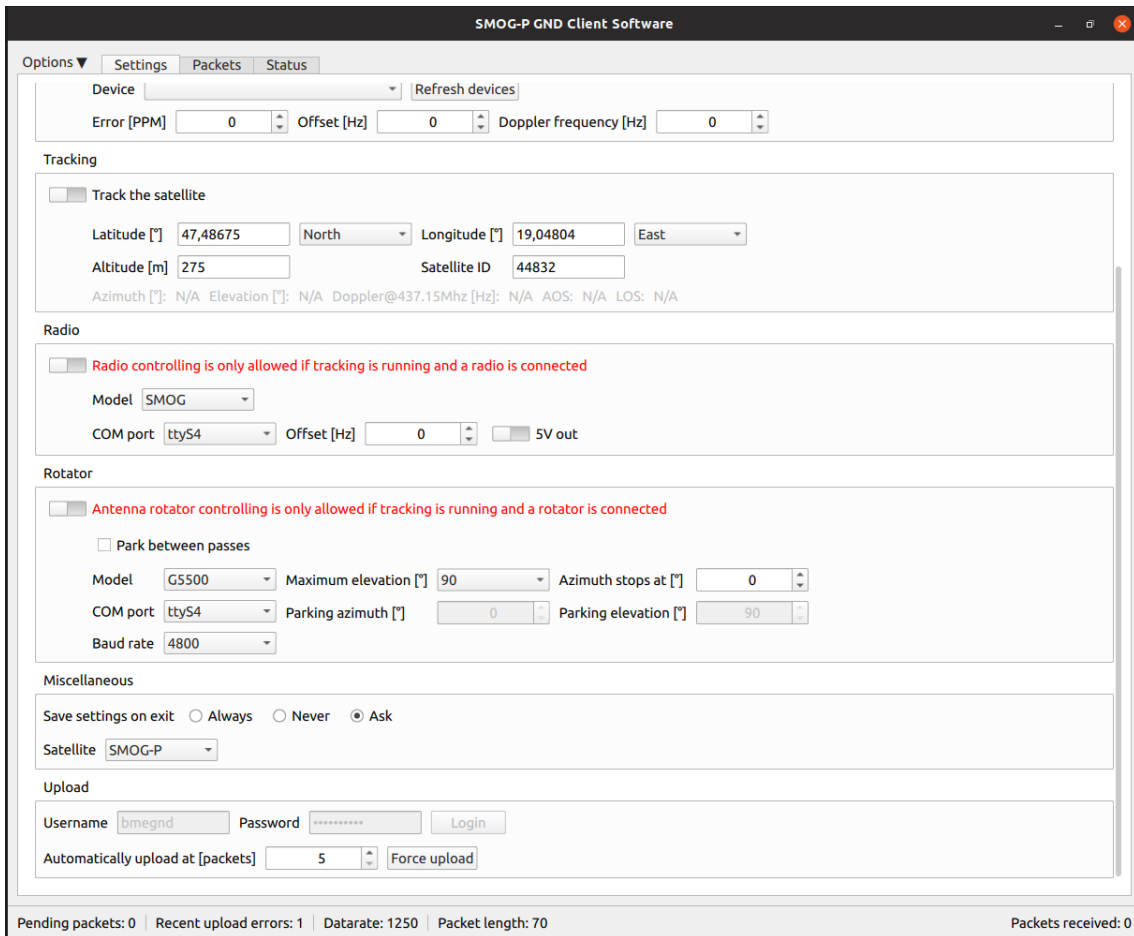 SMOG-P GND Client Software
Options ▼ Settings Packets Status
Device Refresh devices
Error [PPM] 0 Offset [Hz] 0 Doppler frequency [Hz] 0
Tracking
Track the satellite
Latitude [°] 47,48675 North Longitude [°] 19,04804 East
Altitude [m] 275 Satellite ID 44832
Azimuth [°]: N/A Elevation [°]: N/A Doppler@437.15Mhz [Hz]: N/A AOS: N/A LOS: N/A
Radio
Radio controlling is only allowed if tracking is running and a radio is connected
Model SMOG
COM port ttyS4 Offset [Hz] 0 5V out
Rotator
Antenna rotator controlling is only allowed if tracking is running and a rotator is connected
Park between passes
Model G5500 Maximum elevation [°] 90 Azimuth stops at [°] 0
COM port ttyS4 Parking azimuth [°] 0 Parking elevation [°] 90
Baud rate 4800
Miscellaneous
Save settings on exit Always Never Ask
Satellite SMOG-P
Upload
Username bmegnd Password •••••••••• Login
Automatically upload at [packets] 5 Force upload
Pending packets: 0 Recent upload errors: 1 Datarate: 1250 Packet length: 70 Packets received: 0